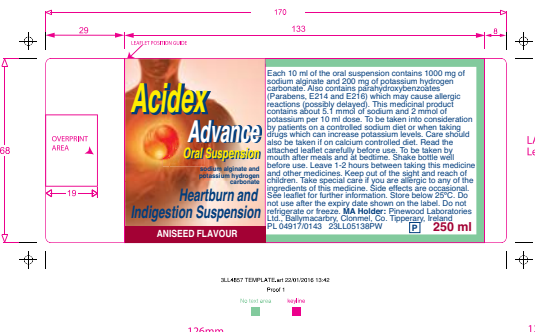 170
29
133
8
LEAFLET POSITION GUIDE
68
OVERPRINT
AREA
19
Acidex
Advance
Oral Suspension
sodium alginate and
potassium hydrogen
carbonate
Heartburn and
Indigestion Suspension
ANISEED FLAVOUR
Each 10 ml of the oral suspension contains 1000 mg of
sodium alginate and 200 mg of potassium hydrogen
carbonate. Also contains parahydroxybenzoates
(Parabens, E214 and E216) which may cause allergic
reactions (possibly delayed). This medicinal product
contains about 5.1 mmol of sodium and 2 mmol of
potassium per 10 ml dose. To be taken into consideration
by patients on a controlled sodium diet or when taking
drugs which can increase potassium levels. Care should
also be taken if on calcium controlled diet. Read the
attached leaflet carefully before use. To be taken by
mouth after meals and at bedtime. Shake bottle well
before use. Leave 1-2 hours between taking this medicine
and other medicines. Keep out of the sight and reach of
children. Take special care if you are allergic to any of the
ingredients of this medicine. Side effects are occasional.
See leaflet for further information. Store below 25ºC. Do
not use after the expiry date shown on the label. Do not
refrigerate or freeze. MA Holder: Pinewood Laboratories
Ltd., Ballymacarbry, Clonmel, Co. Tipperary, Ireland
PL 04917/0143 23LL05138PW
P
250 ml
LA
Le
3LL4857 TEMPLATE.art 22/01/2016 13:42
Proof 1
No text area
keyline
126mm